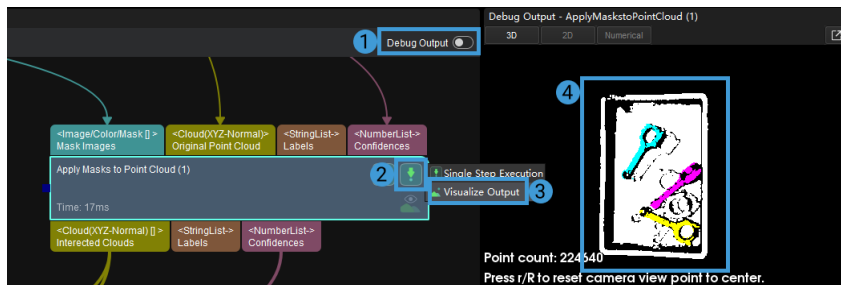 Debug Output - ApplyMaskstoPointCloud (1)
3D 2D Numerical
1 Debug Output
4
<Image/Color/Mask [] > <Cloud(XYZ-Normal)> <StringList-> <NumberList->
Mask Images Original Point Cloud Labels Confidences
Apply Masks to Point Cloud (1)
2
Single Step Execution
Visualize Output 3
Time: 17ms
<Cloud(XYZ-Normal) [] > <StringList-> <NumberList->
Interected Clouds Labels Confidences
Point count: 224640
Press r/R to reset camera view point to center.